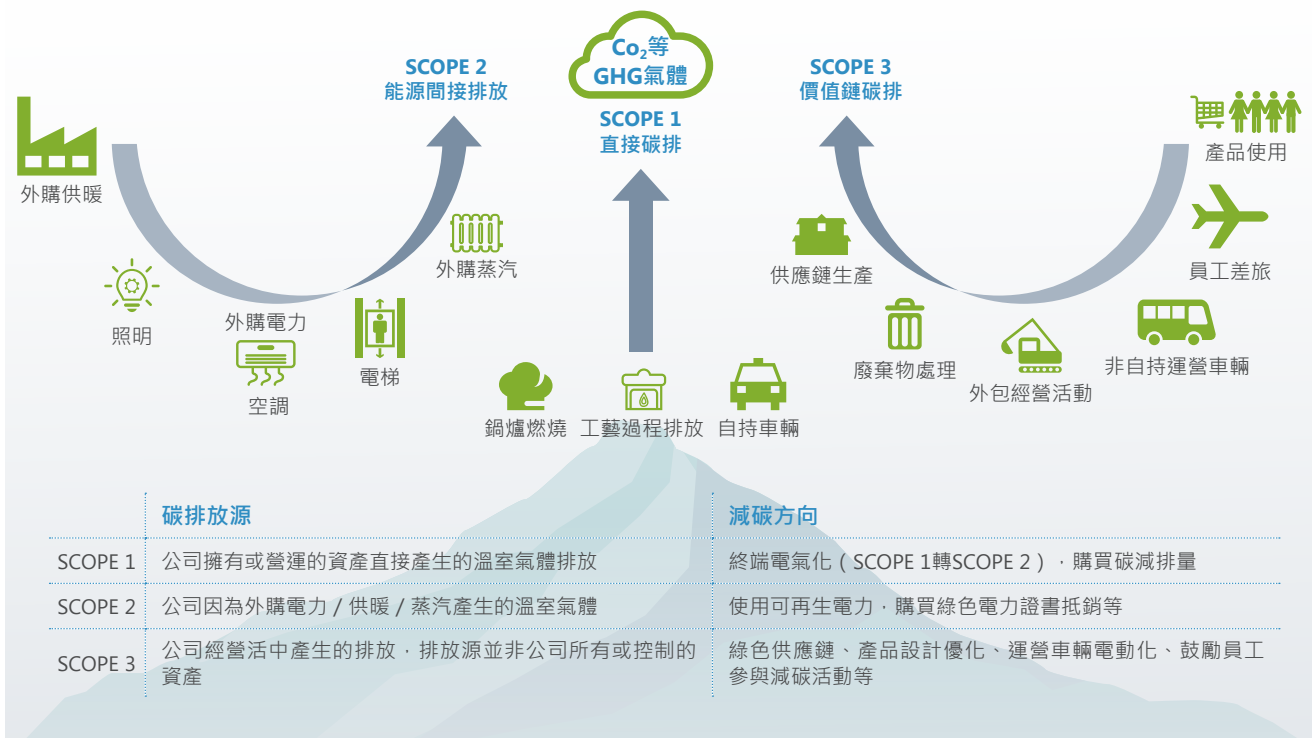 Co₂等
GHG氣體
SCOPE 2
能源間接排放
SCOPE 1
直接碳排
SCOPE 3
價值鏈碳排
外購供暖
照明
外購電力
空調
電梯
外購蒸汽
鍋爐燃燒
工藝過程排放
自持車輛
供應鏈生產
廢棄物處理
外包經營活動
非自持運營車輛
員工差旅
產品使用
碳排放源
減碳方向
SCOPE 1
公司擁有或營運的資產直接產生的溫室氣體排放
終端電氣化（SCOPE 1轉SCOPE 2），購買碳減排量
SCOPE 2
公司因為外購電力／供暖／蒸汽產生的溫室氣體
使用可再生電力，購買綠色電力證書抵銷等
SCOPE 3
公司經營活中產生的排放，排放源並非公司所有或控制的
資產
綠色供應鏈、產品設計優化、運營車輛電動化、鼓勵員工
參與減碳活動等